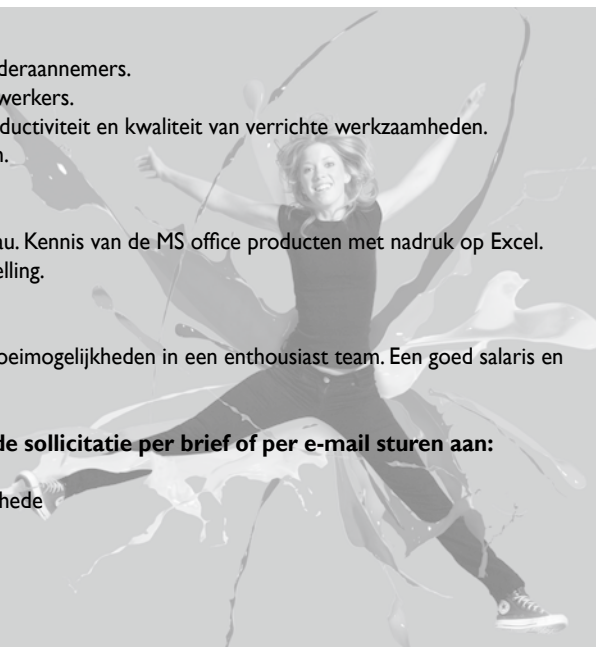 deraannemers.
werkers.
ductiviteit en kwaliteit van verrichte werkzaamheden.
n.
au. Kennis van de MS office producten met nadruk op Excel.
elling.
oeimogelijkheden in een enthousiast team. Een goed salaris en
de sollicitatie per brief of per e-mail sturen aan:
hede